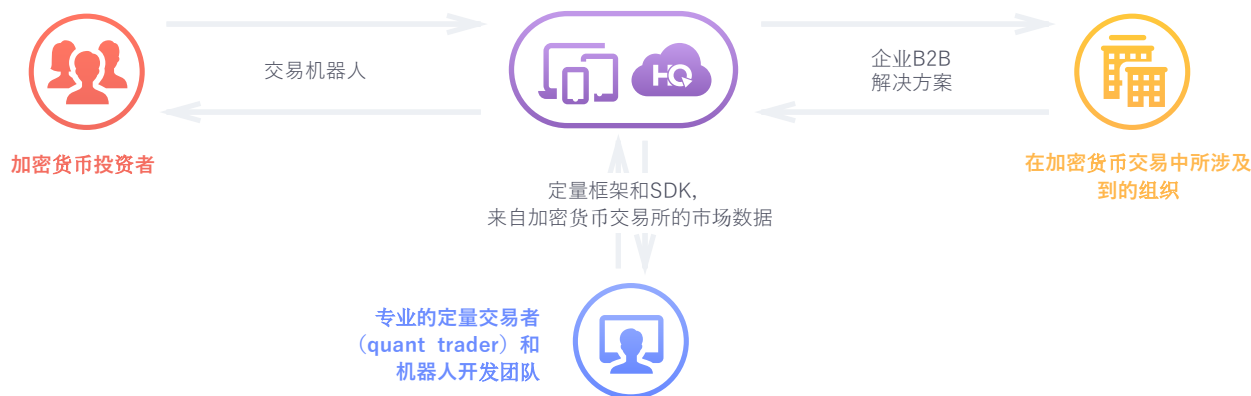 交易机器人
HQ
企业B2B
解决方案
加密货币投资者
在加密货币交易中所涉及
到的组织
定量框架和SDK,
来自加密货币交易所的市场数据
专业的定量交易者
（quant trader）和
机器人开发团队